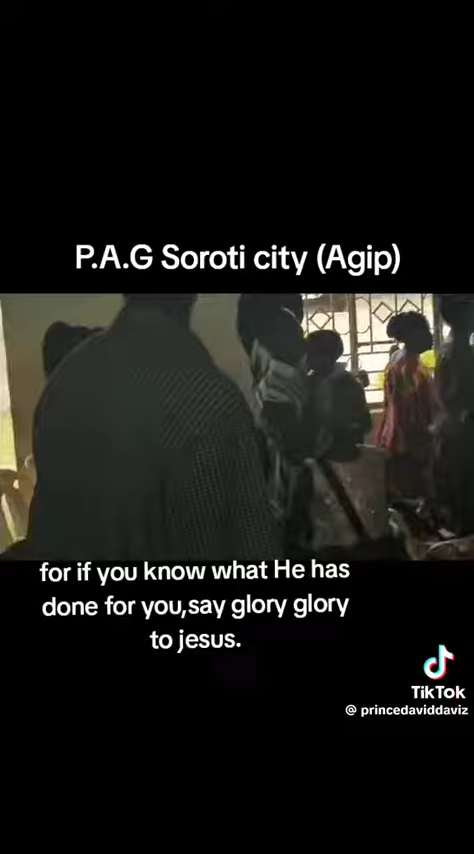 P.A.G Soroti city (Agip)
for if you know what He has
done for you,say glory glory
to jesus.
TikTok
@ princedaviddaviz